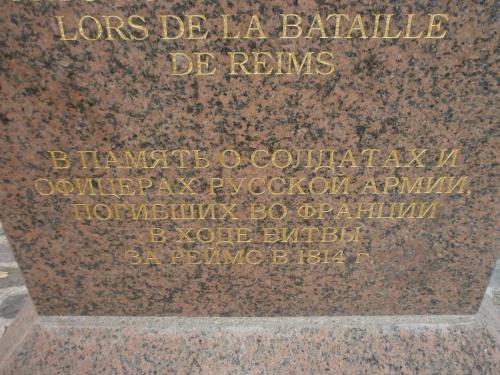 LORS DE LA BATAILLE
DE REIMS
В ПАМЯТЬ О СОЛДАТАХ И
ОФИЦЕРАХ РУССКОЙ АРМИИ,
ПОГИБШИХ ВО ФРАНЦИИ
В ХОДЕ БИТВЫ
ЗА РЕЙМС В 1814 г.